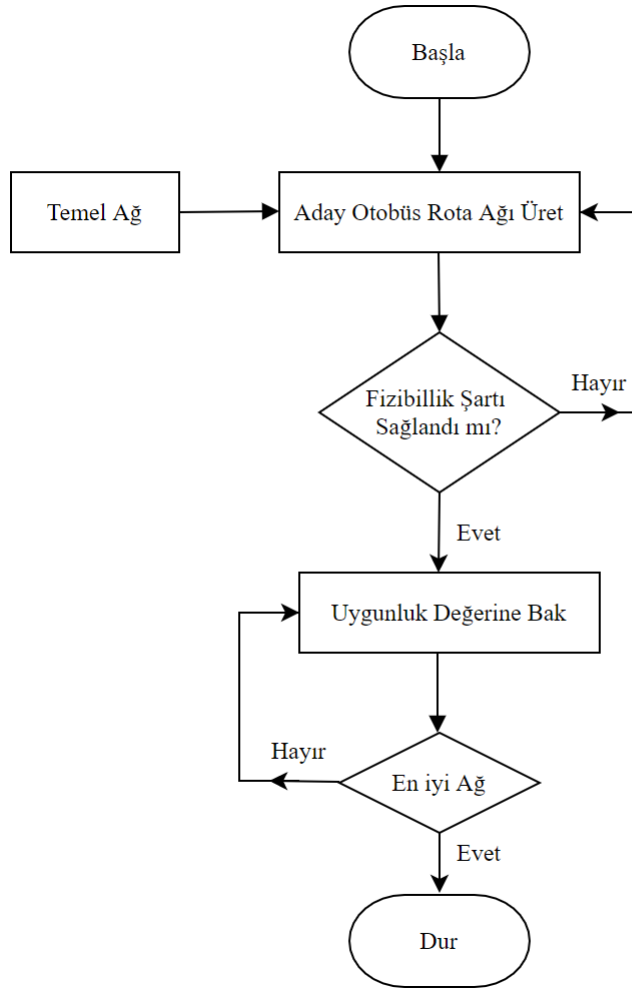 Başla
Temel Ağ
Aday Otobüs Rota Ağı Üret
Fizibillik Şartı
Sağlandı mı?
Hayır
Evet
Uygunluk Değerine Bak
Hayır
En iyi Ağ
Evet
Dur